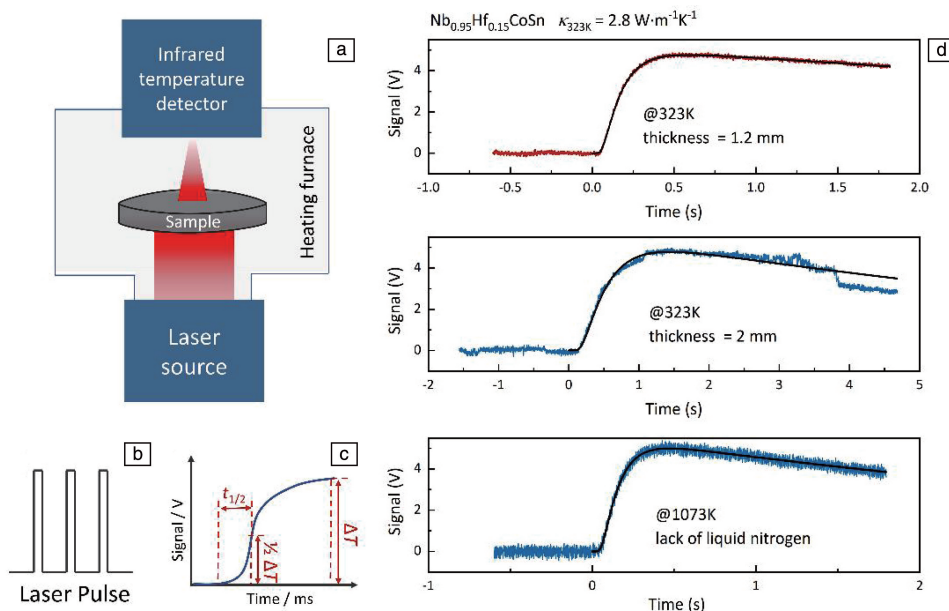 a
Infrared
temperature
detector
Heating furnace
Sample
Laser
source
b
Laser Pulse
c
Signal / V
t1/2
½ ΔT
ΔT
Time / ms
Nb0.95Hf0.15CoSn κ323K = 2.8 W·m-1K-1
d
Signal (V)
4
2
0
@323K
thickness = 1.2 mm
-1.0 -0.5 0.0 0.5 1.0 1.5 2.0
Time (s)
Signal (V)
4
2
0
@323K
thickness = 2 mm
-2 -1 0 1 2 3 4 5
Time (s)
Signal (V)
4
2
0
@1073K
lack of liquid nitrogen
-1 0 1 2
Time (s)